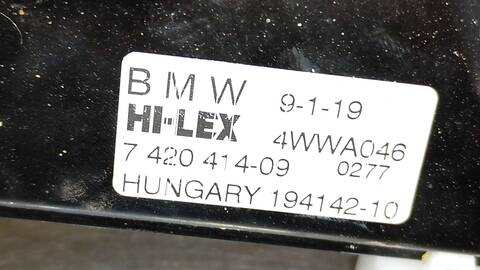 BMW 9-1-19
HI-LEX 4WWA046
7 420 414-09 0277
HUNGARY 194142-10